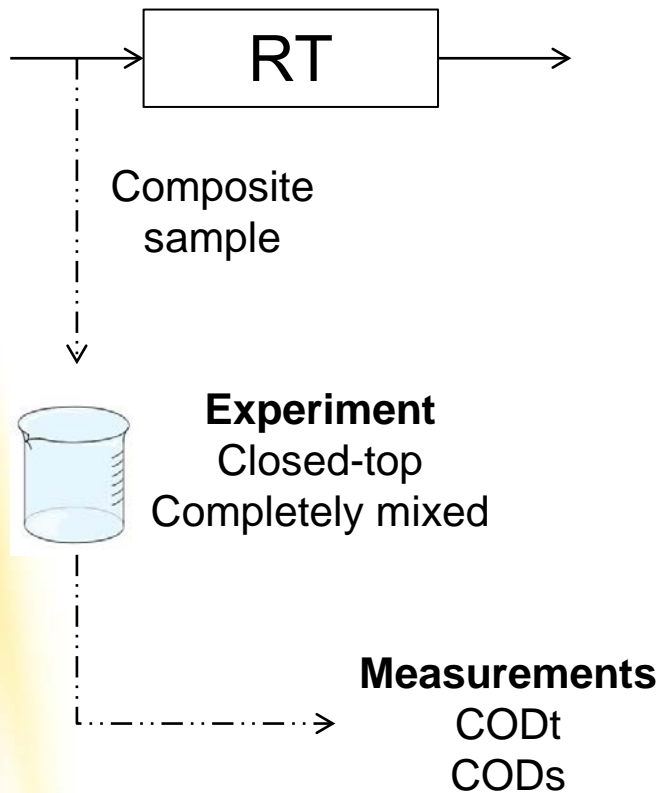 RT
Composite
sample
Experiment
Closed-top
Completely mixed
Measurements
CODt
CODs